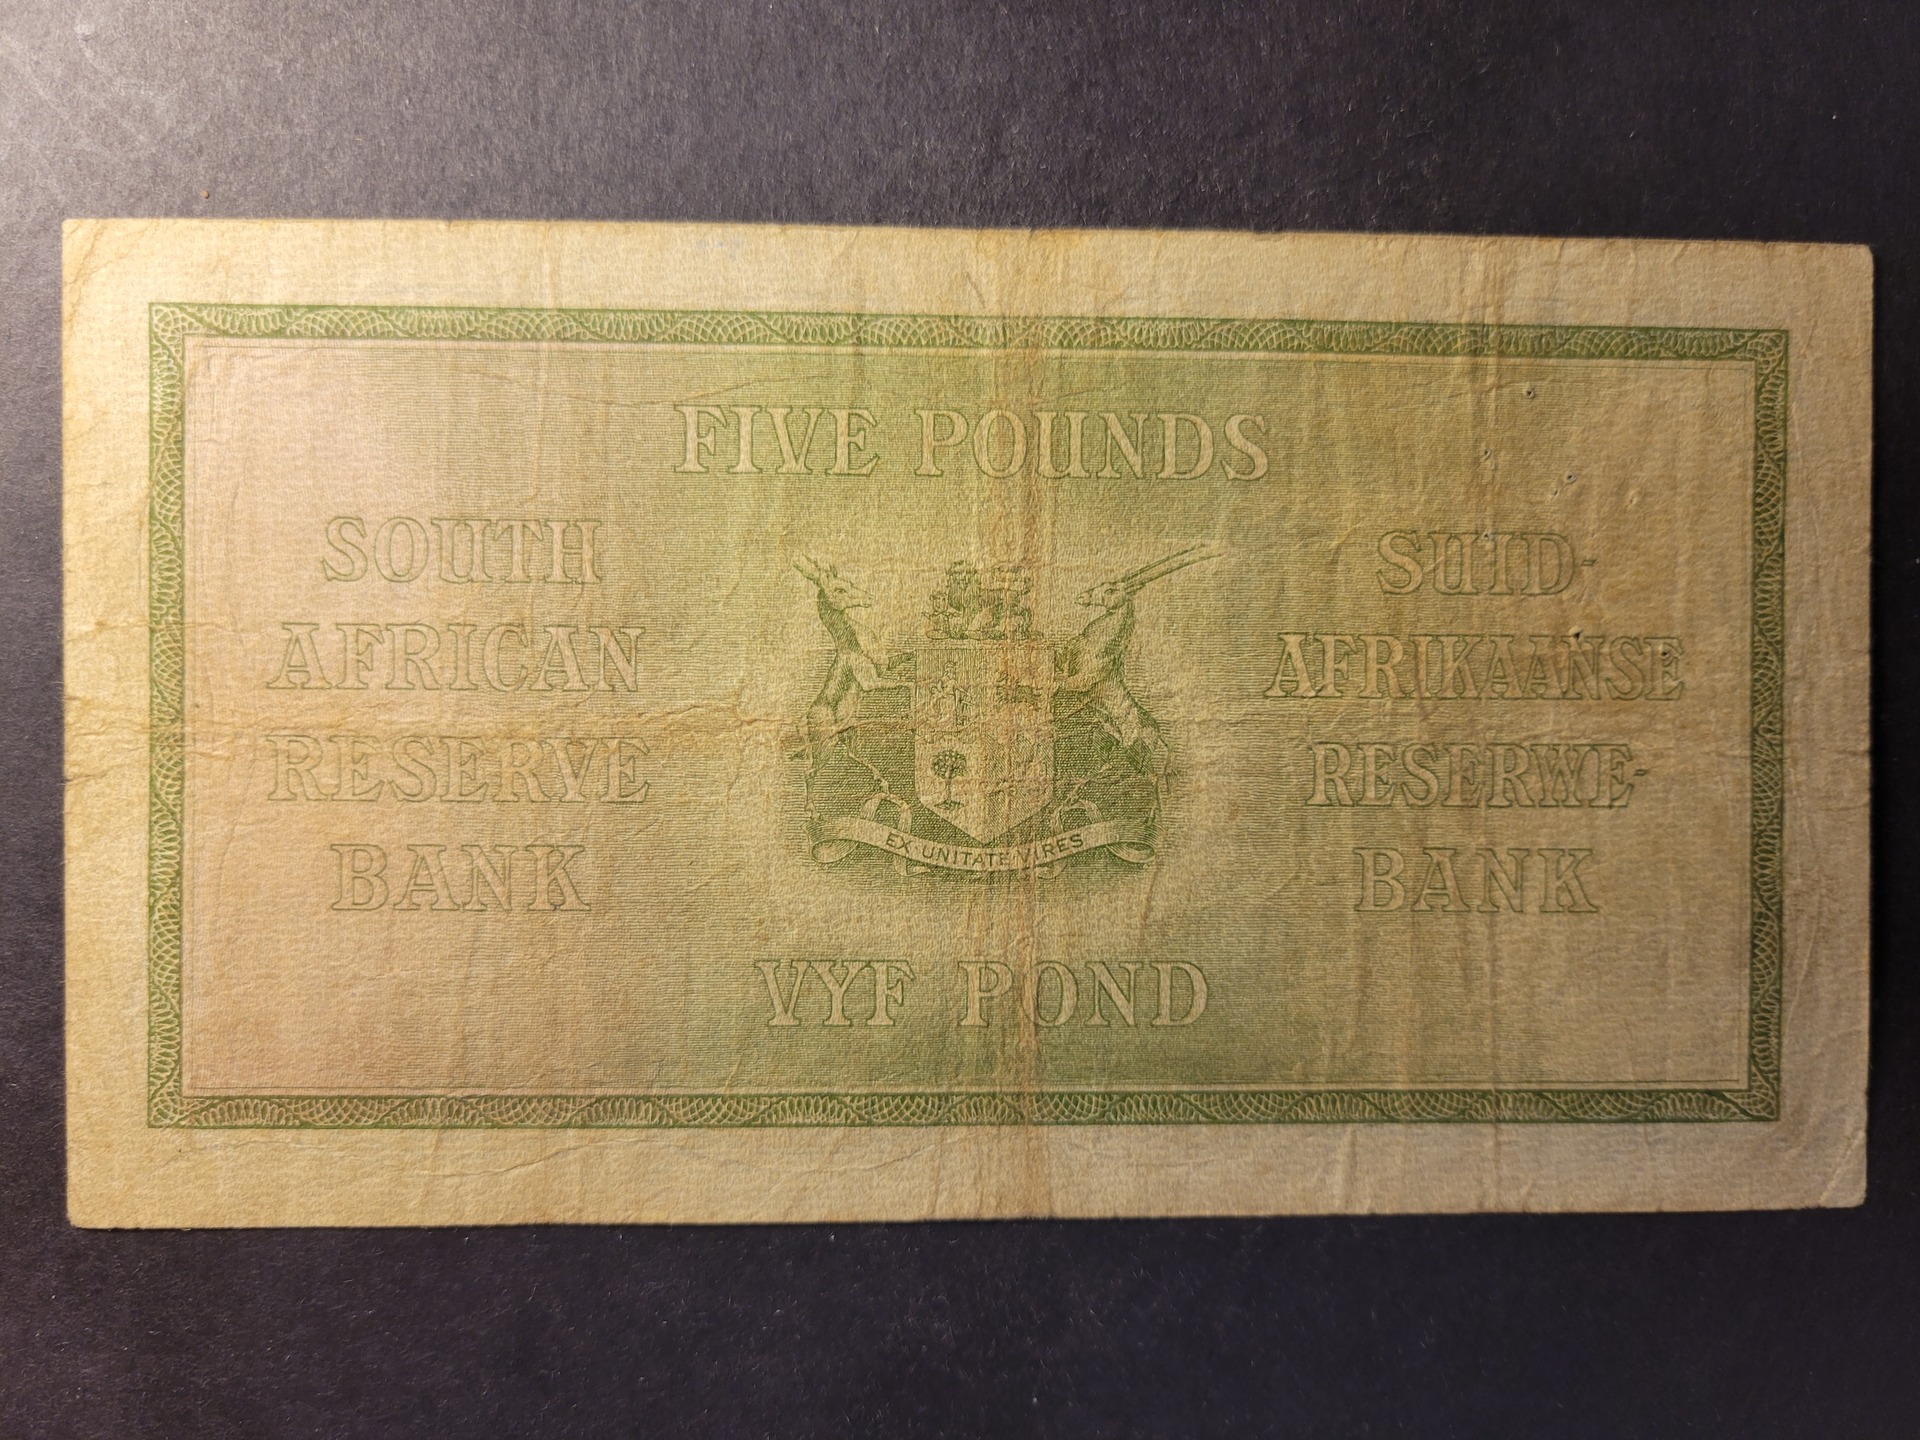 FIVE POUNDS
SOUTH
AFRICAN
RESERVE
BANK
SUID-
AFRIKAANSE
RESERWE-
BANK
EX UNITATE VIRES
VYF POND